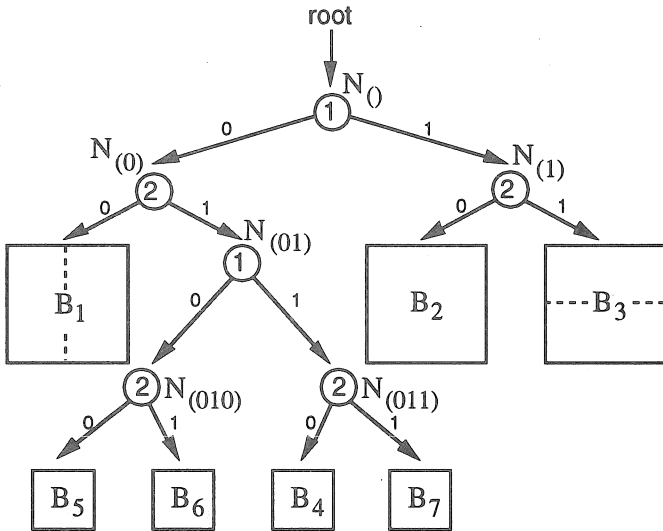 root
N()
1
0 1
N(0)
N(1)
2
2
0 1
0 1
N(01)
1
B1
B2
B3
0 1
2 N(010)
2 N(011)
0 1
0 1
B5
B6
B4
B7